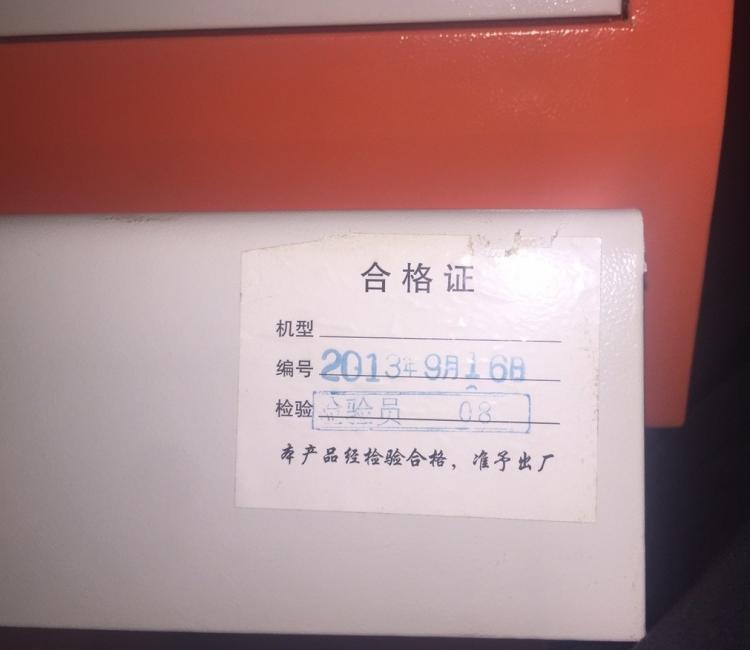 合格证
机型
编号 2013年9月16日
检验 检验员 08
本产品经检验合格，准予出厂